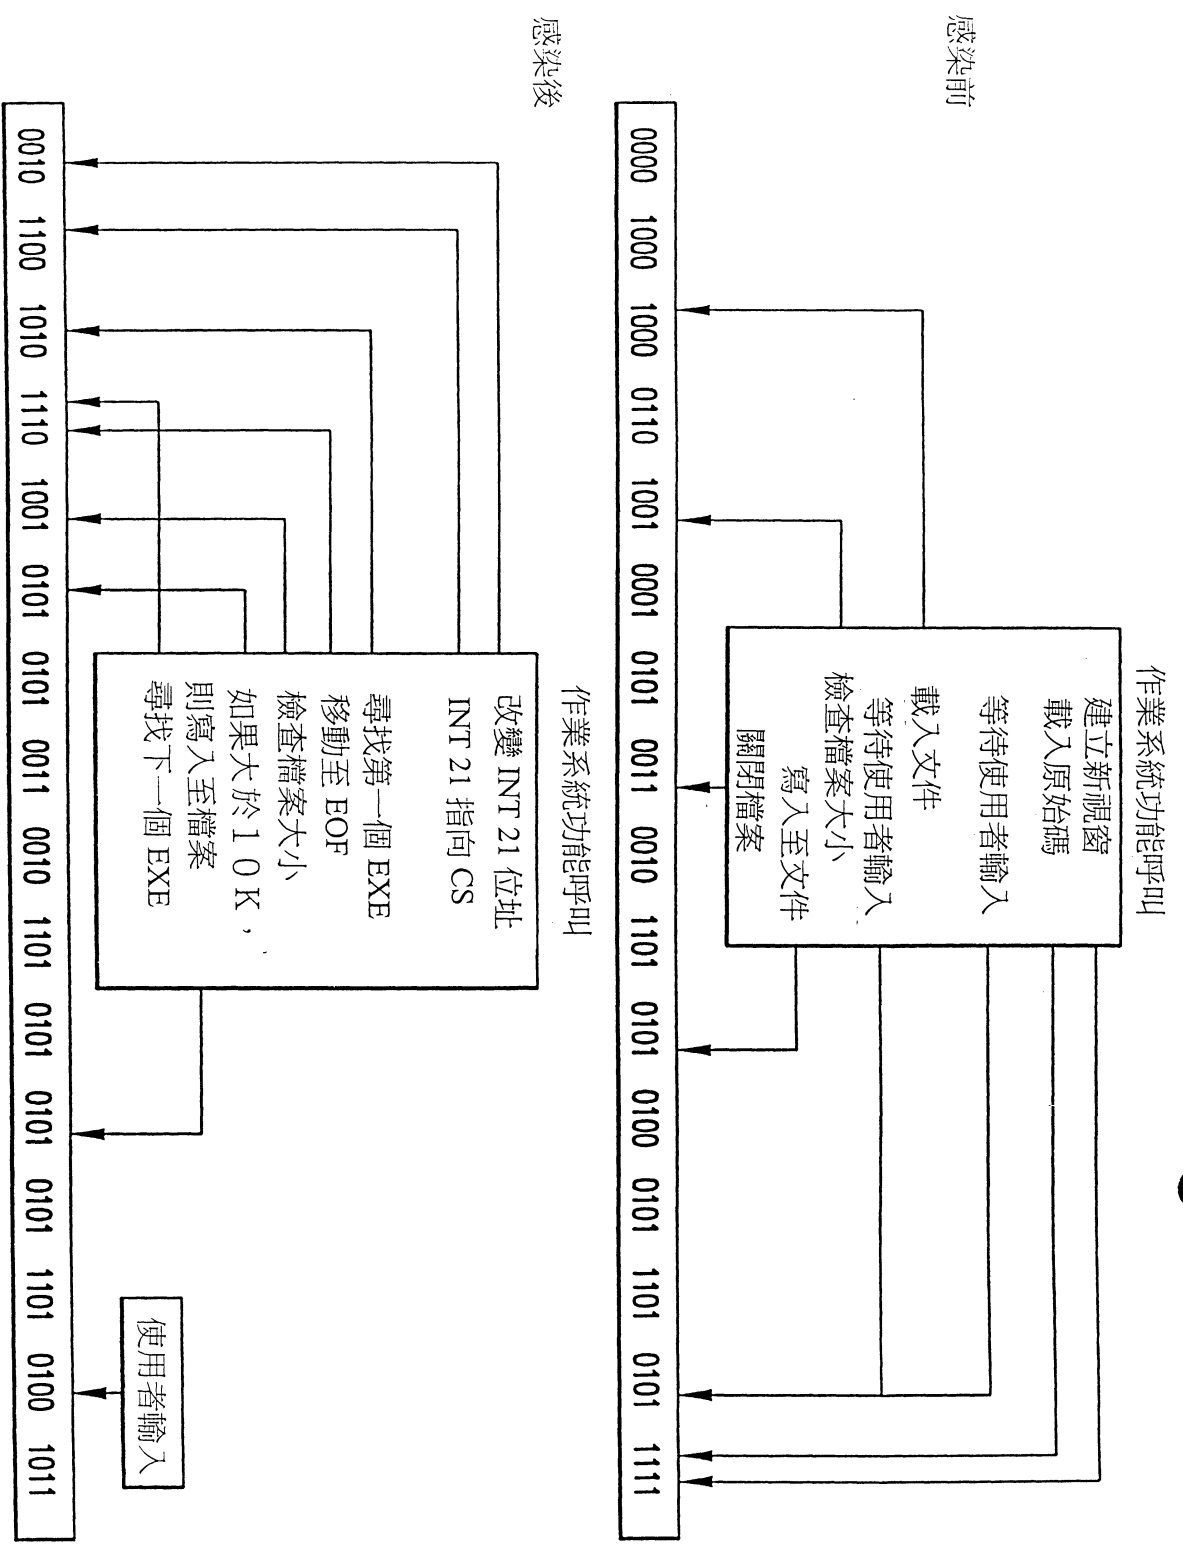 感染前
作業系統功能呼叫
建立新視窗
載入原始碼
等待使用者輸入
載入文件
等待使用者輸入
檢查檔案大小
寫入至文件
關閉檔案
0000 1000 1000 0110 1001 0001 0101 0011 0010 1101 0101 0100 0101 1101 0101 1111
感染後
作業系統功能呼叫
改變 INT 21 位址
INT 21 指向 CS
尋找第一個 EXE
移動至 EOF
檢查檔案大小
如果大於10K,
則寫入至檔案
尋找下一個 EXE
使用者輸入
0010 1100 1010 1110 1001 0101 0101 0011 0010 1101 0101 0101 0101 1101 0100 1011